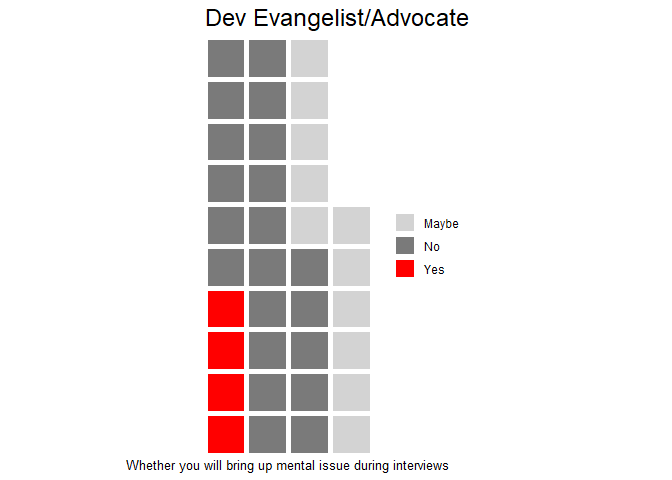 Dev Evangelist/Advocate
Maybe
No
Yes
Whether you will bring up mental issue during interviews